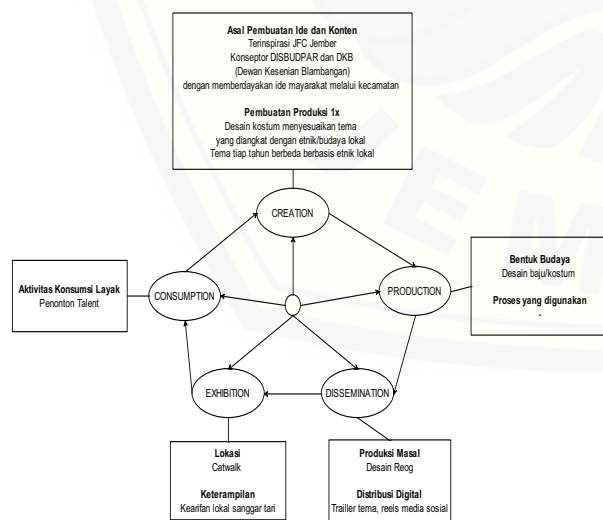 Asal Pembuatan Ide dan Konten
Terinspirasi JFC Jember
Konseptor DISBUDPAR dan DKB
(Dewan Kesenian Blambangan)
dengan memberdayakan ide mayarakat melalui kecamatan
Pembuatan Produksi 1x
Desain kostum menyesuaikan tema
yang diangkat dengan etnik/budaya lokal
Tema tiap tahun berbeda berbasis etnik lokal
CREATION
Aktivitas Konsumsi Layak
Penonton Talent
CONSUMPTION
PRODUCTION
Bentuk Budaya
Desain baju/kostum
Proses yang digunakan
-
EXHIBITION
DISSEMINATION
Lokasi
Catwalk
Keterampilan
Kearifan lokal sanggar tari
Produksi Masal
Desain Reog
Distribusi Digital
Trailler tema, reels media sosial
JEM